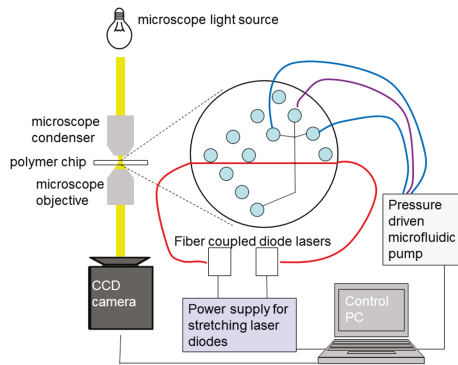 microscope light source
microscope
condenser
polymer chip
microscope
objective
Fiber coupled diode lasers
Pressure
driven
microfluidic
pump
CCD
camera
Power supply for
stretching laser
diodes
Control
PC